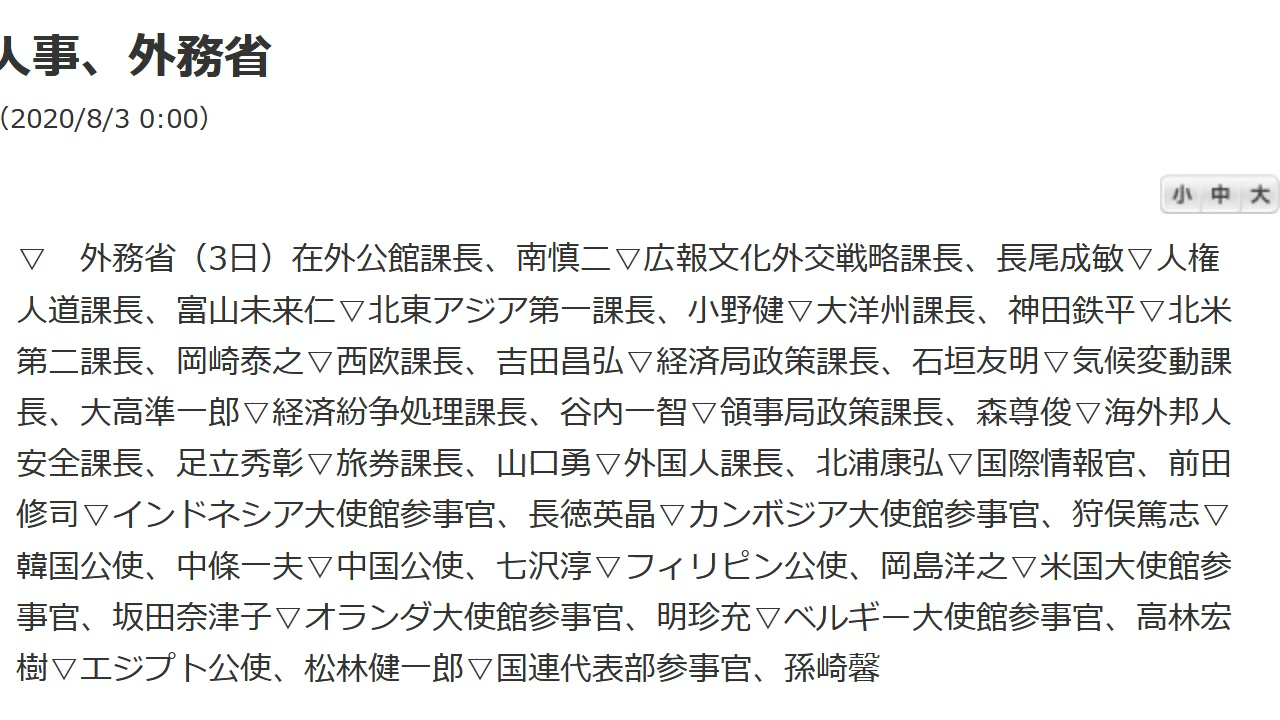 人事、外務省
（2020/8/3 0:00）
小 中 大
▽　外務省（3日）在外公館課長、南慎二▽広報文化外交戦略課長、長尾成敏▽人権
人道課長、富山未来仁▽北東アジア第一課長、小野健▽大洋州課長、神田鉄平▽北米
第二課長、岡崎泰之▽西欧課長、吉田昌弘▽経済局政策課長、石垣友明▽気候変動課
長、大高準一郎▽経済紛争処理課長、谷内一智▽領事局政策課長、森尊俊▽海外邦人
安全課長、足立秀彰▽旅券課長、山口勇▽外国人課長、北浦康弘▽国際情報官、前田
修司▽インドネシア大使館参事官、長徳英晶▽カンボジア大使館参事官、狩俣篤志▽
韓国公使、中條一夫▽中国公使、七沢淳▽フィリピン公使、岡島洋之▽米国大使館参
事官、坂田奈津子▽オランダ大使館参事官、明珍充▽ベルギー大使館参事官、高林宏
樹▽エジプト公使、松林健一郎▽国連代表部参事官、孫崎馨